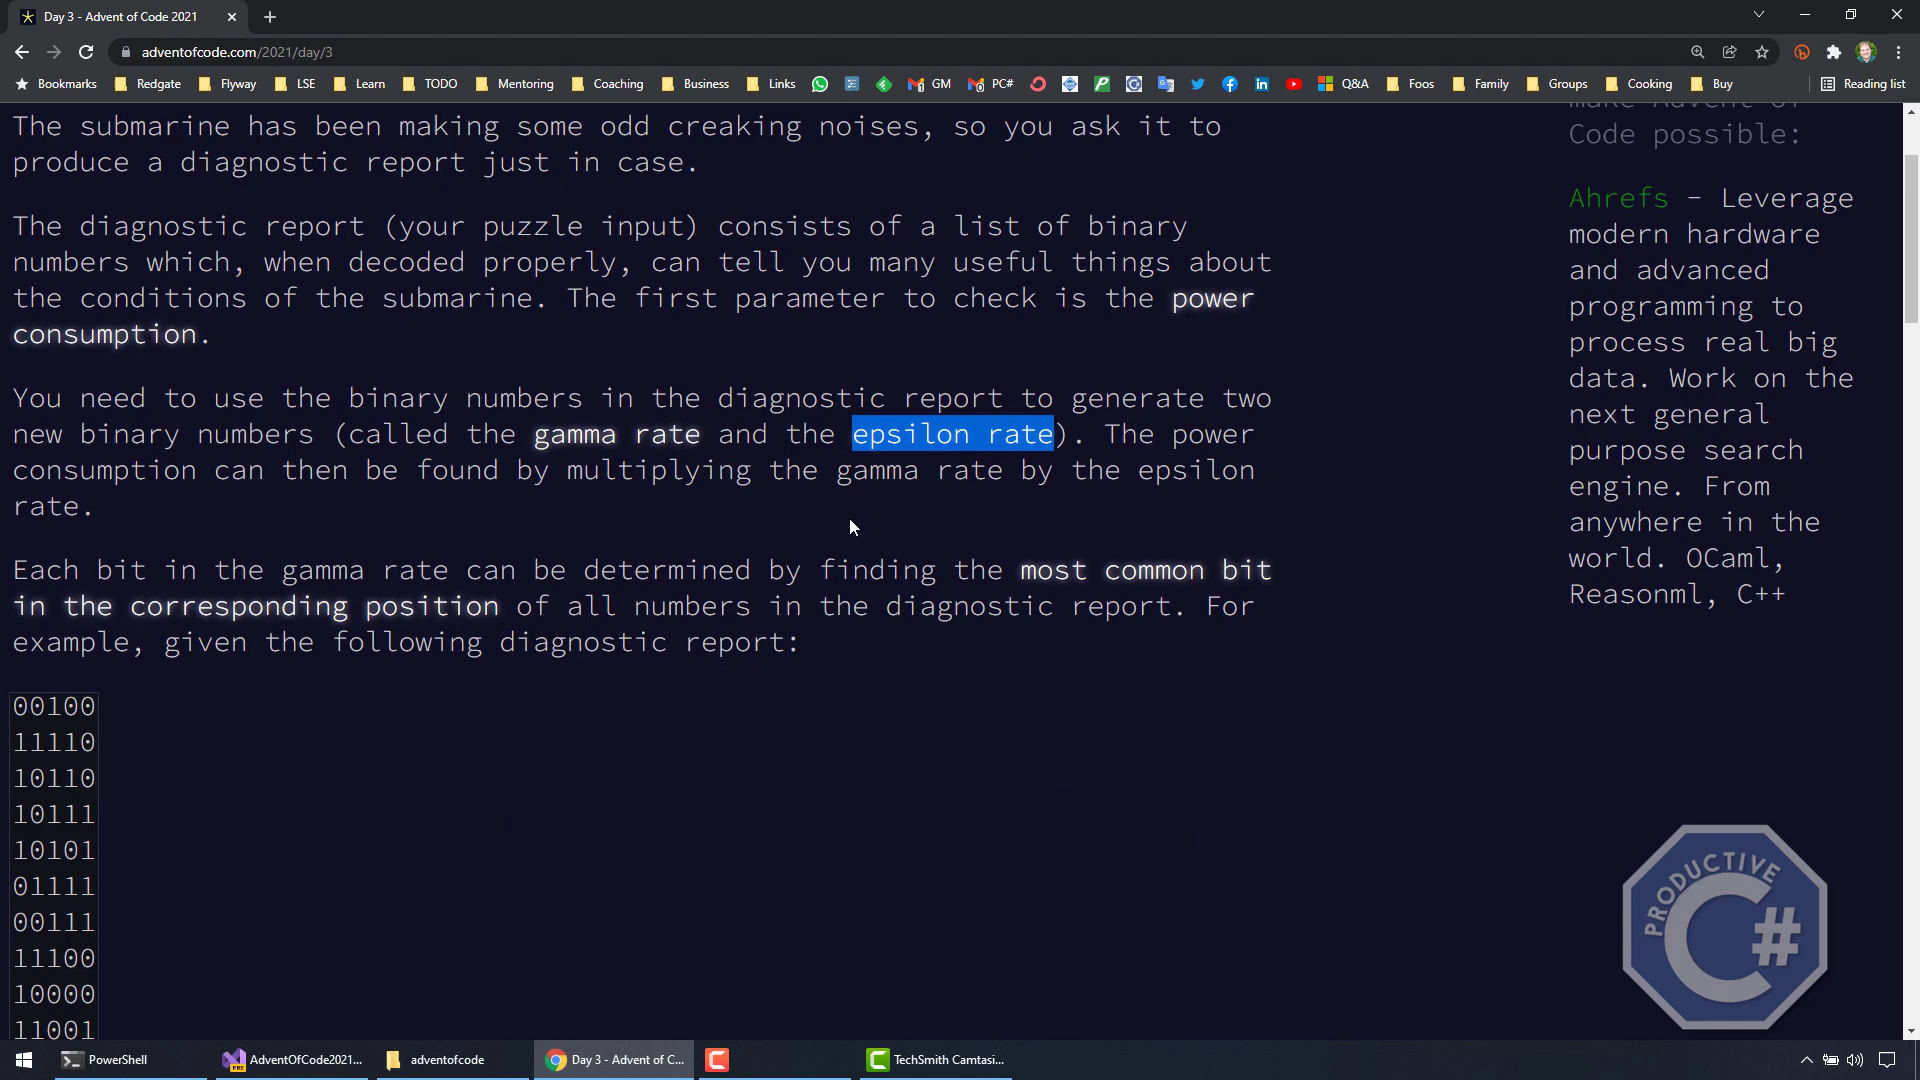 Day 3 - Advent of Code 2021
adventofcode.com/2021/day/3
Bookmarks Redgate Flyway LSE Learn TODO Mentoring Coaching Business Links GM PC# Q&A Foos Family Groups Cooking Buy Reading list
The submarine has been making some odd creaking noises, so you ask it to
produce a diagnostic report just in case.
The diagnostic report (your puzzle input) consists of a list of binary
numbers which, when decoded properly, can tell you many useful things about
the conditions of the submarine. The first parameter to check is the power
consumption.
You need to use the binary numbers in the diagnostic report to generate two
new binary numbers (called the gamma rate and the epsilon rate). The power
consumption can then be found by multiplying the gamma rate by the epsilon
rate.
Each bit in the gamma rate can be determined by finding the most common bit
in the corresponding position of all numbers in the diagnostic report. For
example, given the following diagnostic report:
00100
11110
10110
10111
10101
01111
00111
11100
10000
11001
make Advent of
Code possible:
Ahrefs - Leverage
modern hardware
and advanced
programming to
process real big
data. Work on the
next general
purpose search
engine. From
anywhere in the
world. OCaml,
Reasonml, C++
PRODUCTIVE
C#
PowerShell
AdventOfCode2021...
adventofcode
Day 3 - Advent of C...
TechSmith Camtasi...